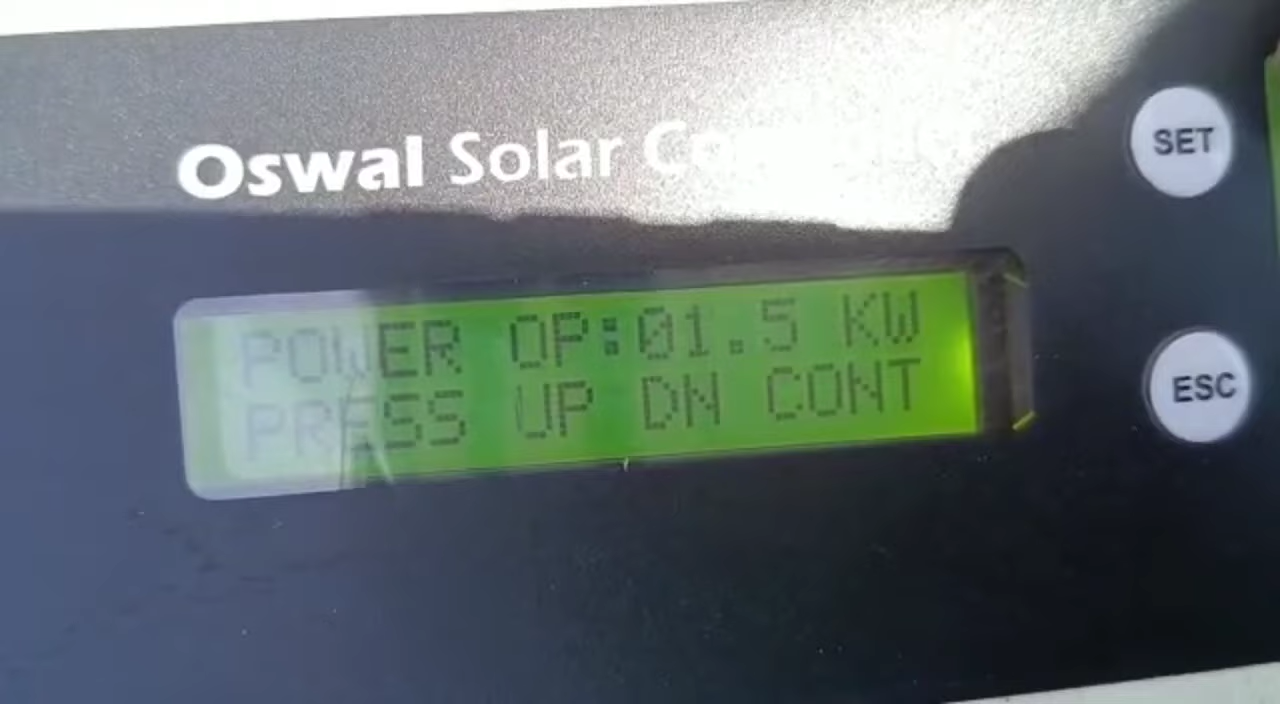 Oswal Solar
SET
POWER OP:01.5 KW
PRESS UP DN CONT
ESC